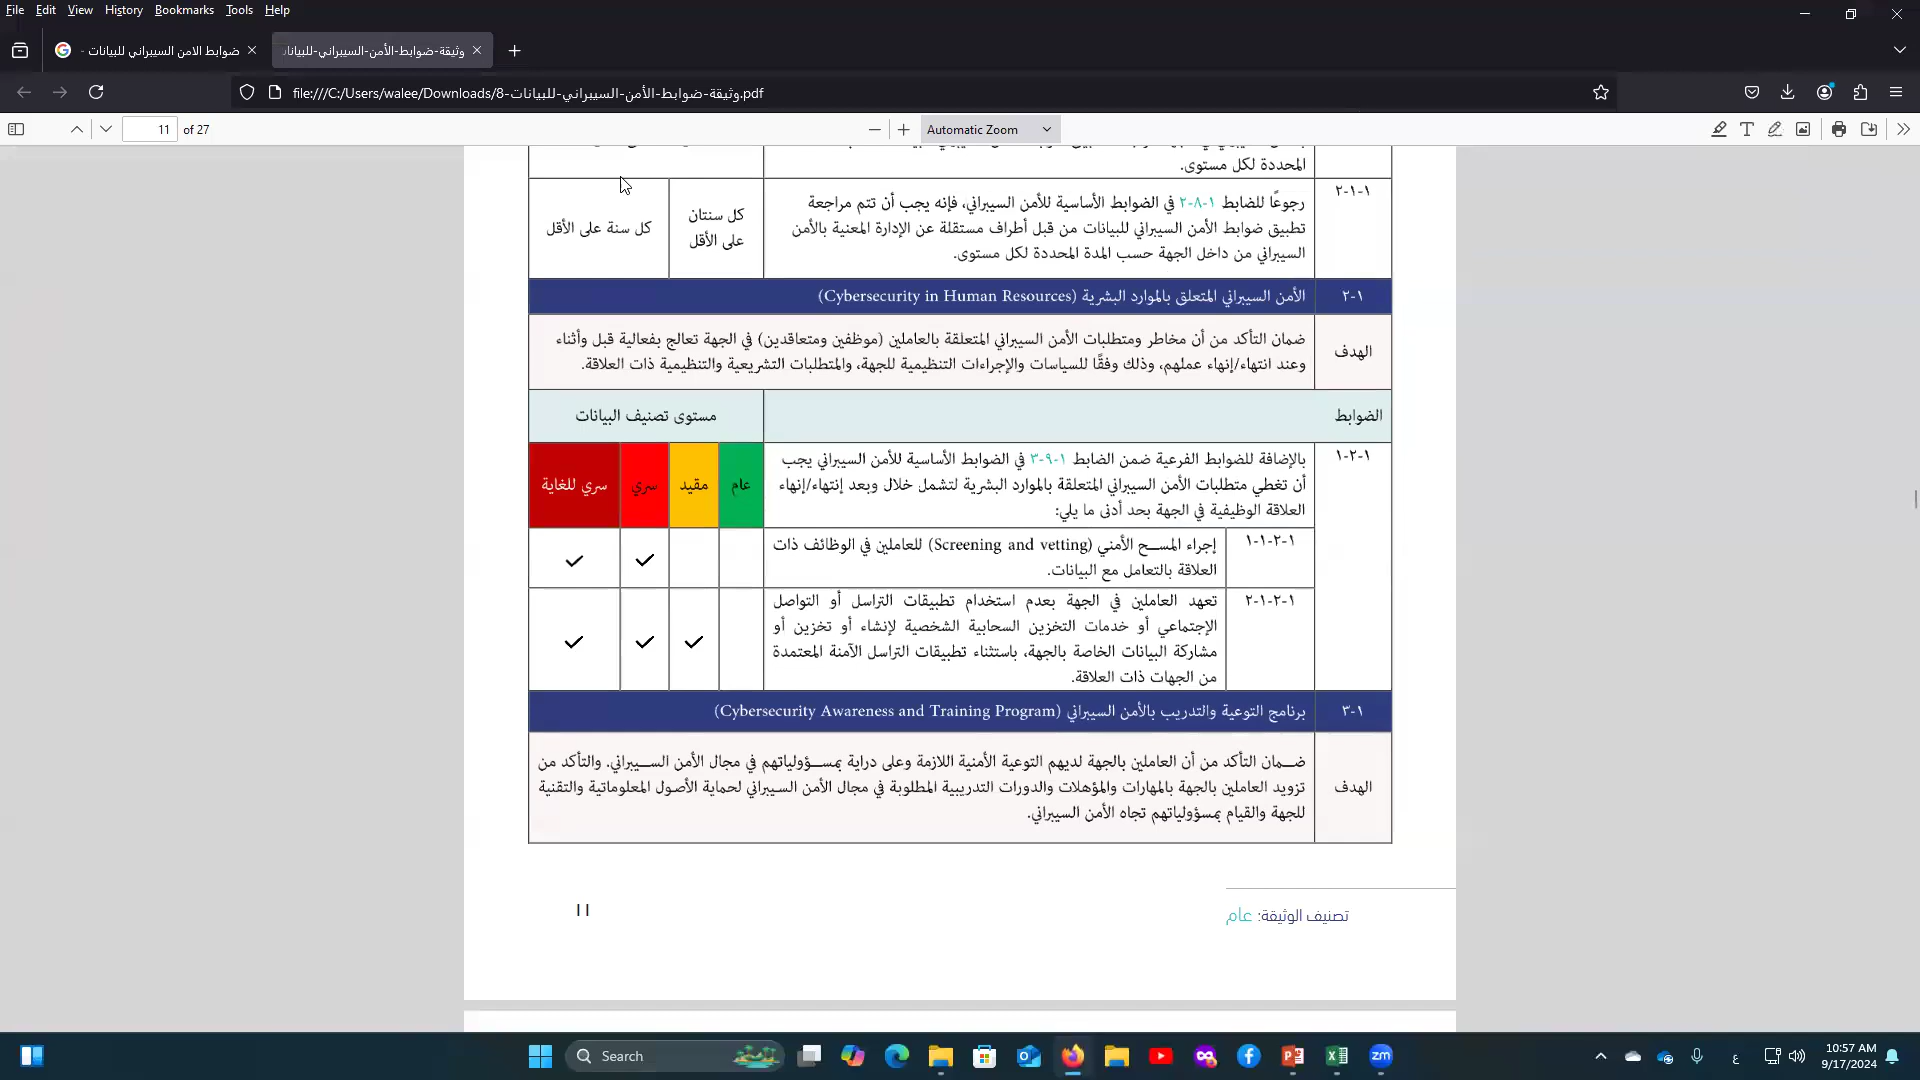 File Edit View History Bookmarks Tools Help
ضوابط الامن السيبراني للبيانات -
وثيقة-ضوابط-الأمن-السيبراني-للبيانات
file:///C:/Users/walee/Downloads/8-وثيقة-ضوابط-الأمن-السيبراني-للبيانات.pdf
11 of 27
Automatic Zoom
المحددة لكل مستوى.
٢-١-١
رجوعًا للضابط ١-٨-٢ في الضوابط الأساسية للأمن السيبراني، فإنه يجب أن تتم مراجعة
تطبيق ضوابط الأمن السيبراني للبيانات من قبل أطراف مستقلة عن الإدارة المعنية بالأمن
السيبراني من داخل الجهة حسب المدة المحددة لكل مستوى.
كل سنتان
على الأقل
كل سنة على الأقل
٢-١
الأمن السيبراني المتعلق بالموارد البشرية (Cybersecurity in Human Resources)
الهدف
ضمان التأكد من أن مخاطر ومتطلبات الأمن السيبراني المتعلقة بالعاملين (موظفين ومتعاقدين) في الجهة تعالج بفعالية قبل وأثناء
وعند انتهاء/إنهاء عملهم، وذلك وفقًا للسياسات والإجراءات التنظيمية للجهة، والمتطلبات التشريعية والتنظيمية ذات العلاقة.
الضوابط
مستوى تصنيف البيانات
١-٢-١
بالإضافة للضوابط الفرعية ضمن الضابط ١-٩-٣ في الضوابط الأساسية للأمن السيبراني يجب
أن تغطي متطلبات الأمن السيبراني المتعلقة بالموارد البشرية لتشمل خلال وبعد إنتهاء/إنهاء
العلاقة الوظيفية في الجهة بحد أدنى ما يلي:
عام
مقيد
سري
سري للغاية
١-١-٢-١
إجراء المسح الأمني (Screening and vetting) للعاملين في الوظائف ذات
العلاقة بالتعامل مع البيانات.
✓ ✓
٢-١-٢-١
تعهد العاملين في الجهة بعدم استخدام تطبيقات التراسل أو التواصل
الإجتماعي أو خدمات التخزين السحابية الشخصية لإنشاء أو تخزين أو
مشاركة البيانات الخاصة بالجهة، باستثناء تطبيقات التراسل الآمنة المعتمدة
من الجهات ذات العلاقة.
✓ ✓ ✓
٣-١
برنامج التوعية والتدريب بالأمن السيبراني (Cybersecurity Awareness and Training Program)
الهدف
ضمان التأكد من أن العاملين بالجهة لديهم التوعية الأمنية اللازمة وعلى دراية بمسؤولياتهم في مجال الأمن السيبراني. والتأكد من
تزويد العاملين بالجهة بالمهارات والمؤهلات والدورات التدريبية المطلوبة في مجال الأمن السيبراني لحماية الأصول المعلوماتية والتقنية
للجهة والقيام بمسؤولياتهم تجاه الأمن السيبراني.
تصنيف الوثيقة: عام
١١
Search
zm
ع
10:57 AM
9/17/2024